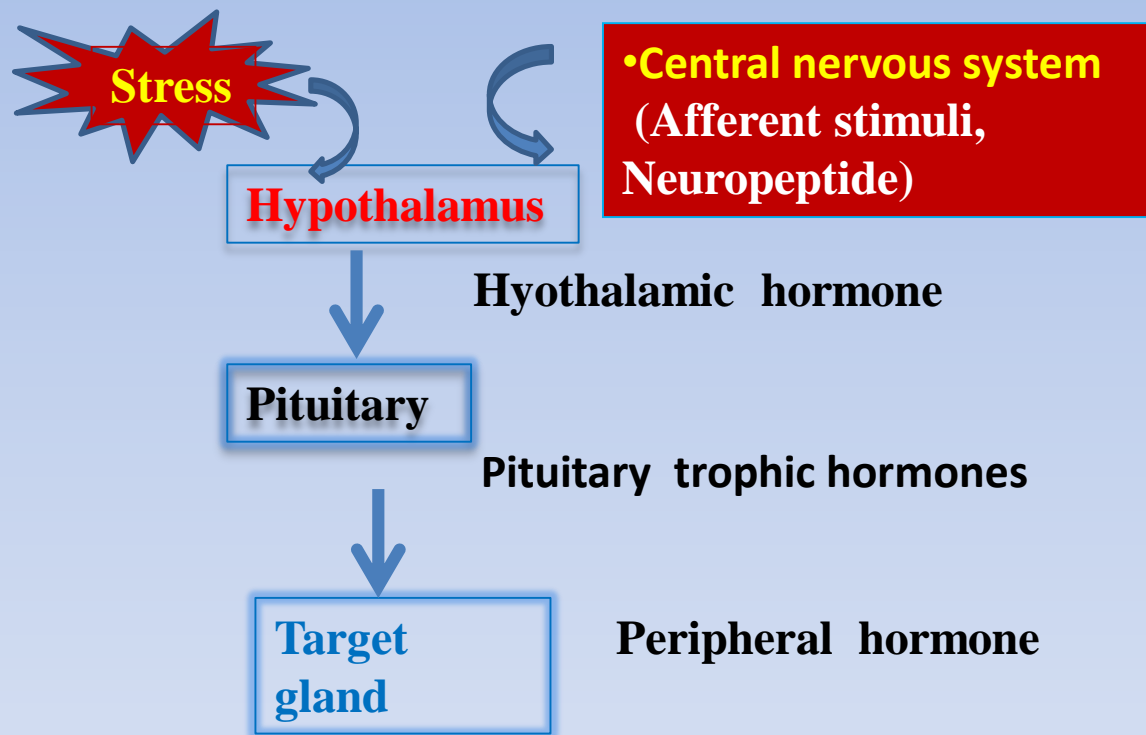 Stress
•Central nervous system
(Afferent stimuli,
Neuropeptide)
Hypothalamus
Hyothalamic hormone
Pituitary
Pituitary trophic hormones
Target
gland
Peripheral hormone